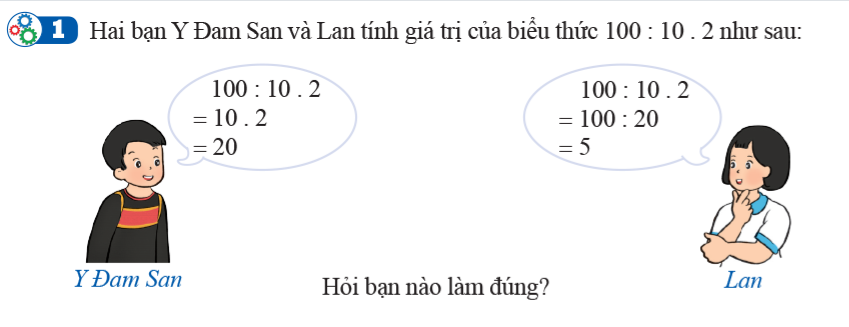 1 Hai bạn Y Đam San và Lan tính giá trị của biểu thức 100 : 10 . 2 như sau:
100 : 10 . 2
= 10 . 2
= 20
100 : 10 . 2
= 100 : 20
= 5
Y Đam San
Lan
Hỏi bạn nào làm đúng?